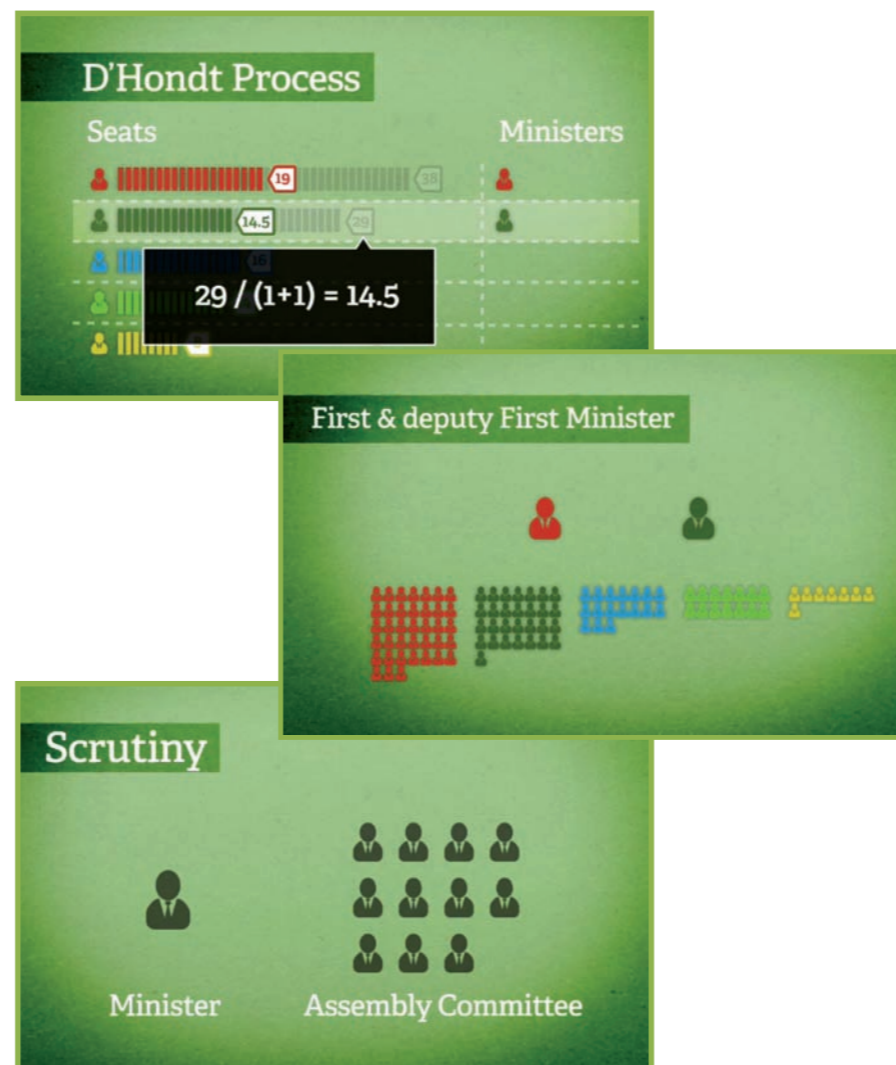 D'Hondt Process
Seats Ministers
19 38
14.5 29
16
29 / (1+1) = 14.5
First & deputy First Minister
Scrutiny
Minister Assembly Committee